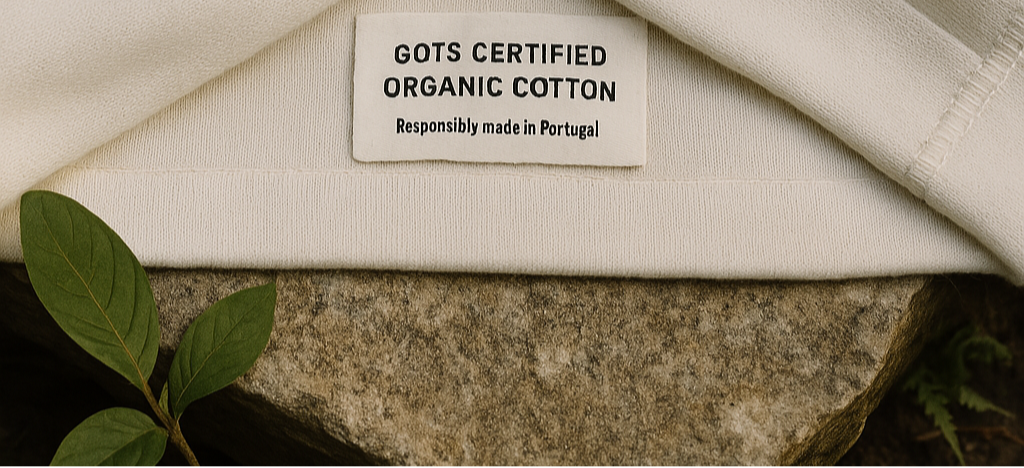 GOTS CERTIFIED
ORGANIC COTTON
Responsibly made in Portugal